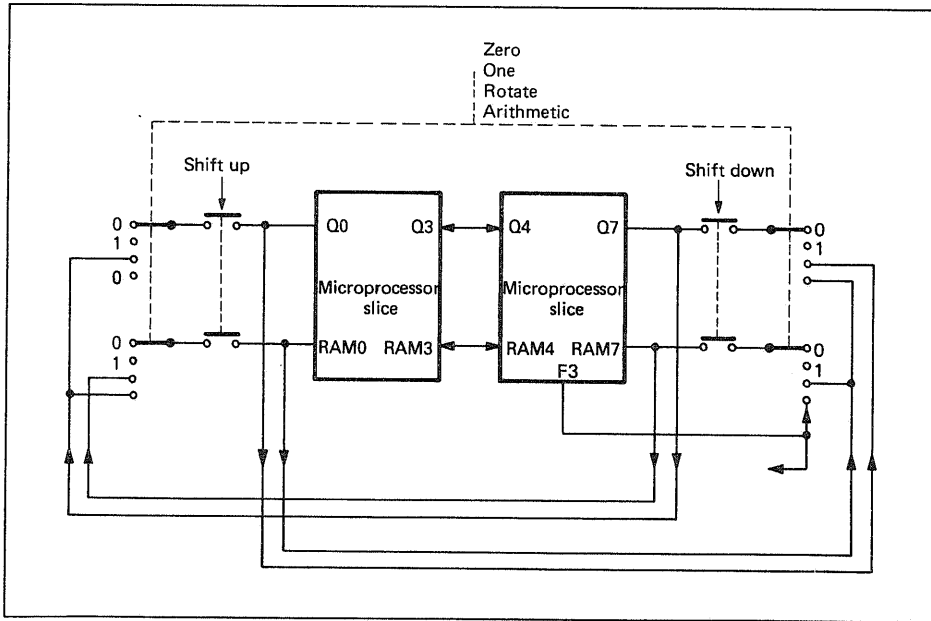 Zero
One
Rotate
Arithmetic
Shift up
Shift down
0
1
0
Q0
Q3
Q4
Q7
0
1
Microprocessor
slice
Microprocessor
slice
0
1
RAM0
RAM3
RAM4
RAM7
F3
0
1